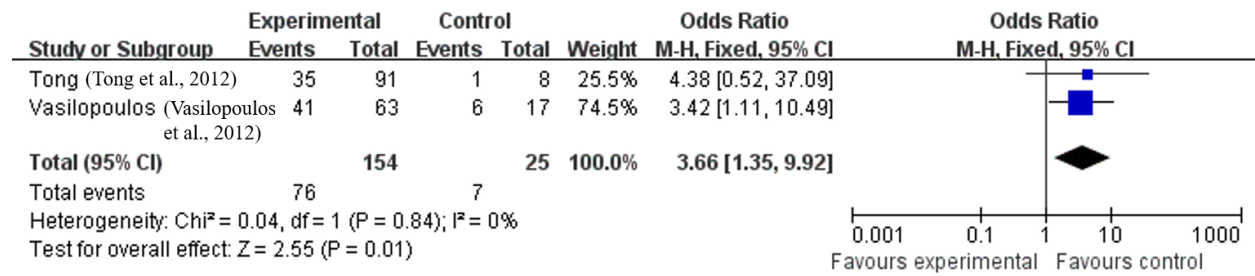 Experimental Control Odds Ratio Odds Ratio
Study or Subgroup Events Total Events Total Weight M-H, Fixed, 95% CI M-H, Fixed, 95% CI
Tong (Tong et al., 2012) 35 91 1 8 25.5% 4.38 [0.52, 37.09]
Vasilopoulos (Vasilopoulos 41 63 6 17 74.5% 3.42 [1.11, 10.49]
et al., 2012)
Total (95% CI) 154 25 100.0% 3.66 [1.35, 9.92]
Total events 76 7
Heterogeneity: Chi² = 0.04, df = 1 (P = 0.84); I² = 0%
Test for overall effect: Z = 2.55 (P = 0.01)
0.001 0.1 1 10 1000
Favours experimental Favours control